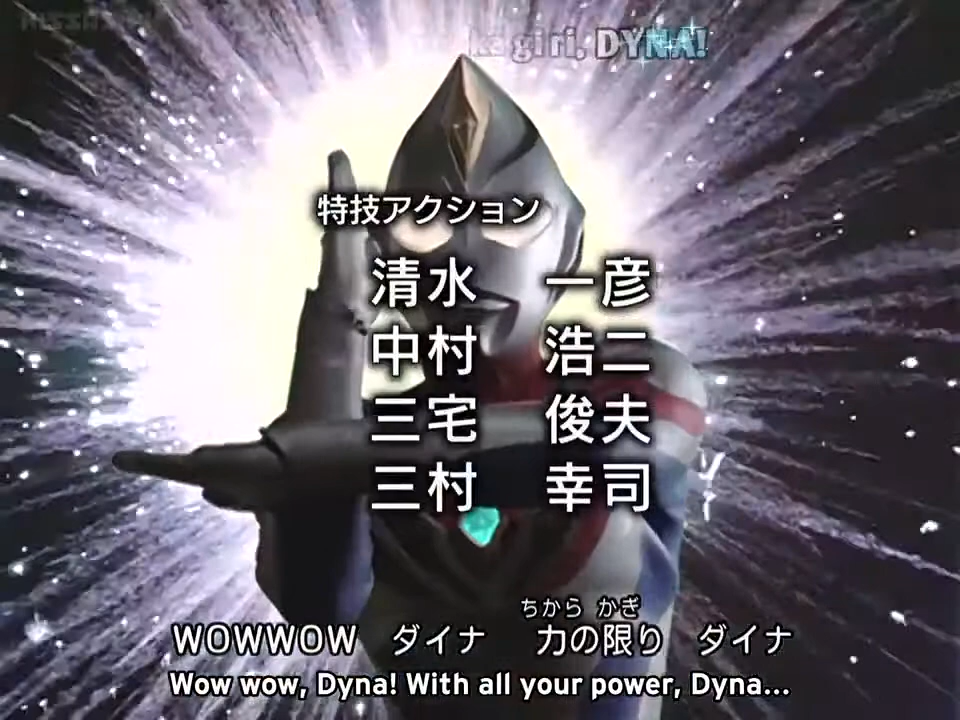 kagiri, DYNA!
特技アクション
清水 一彦
中村 浩二
三宅 俊夫
三村 幸司
ちから かぎ
WOWWOW ダイナ 力の限り ダイナ
Wow wow, Dyna! With all your power, Dyna...